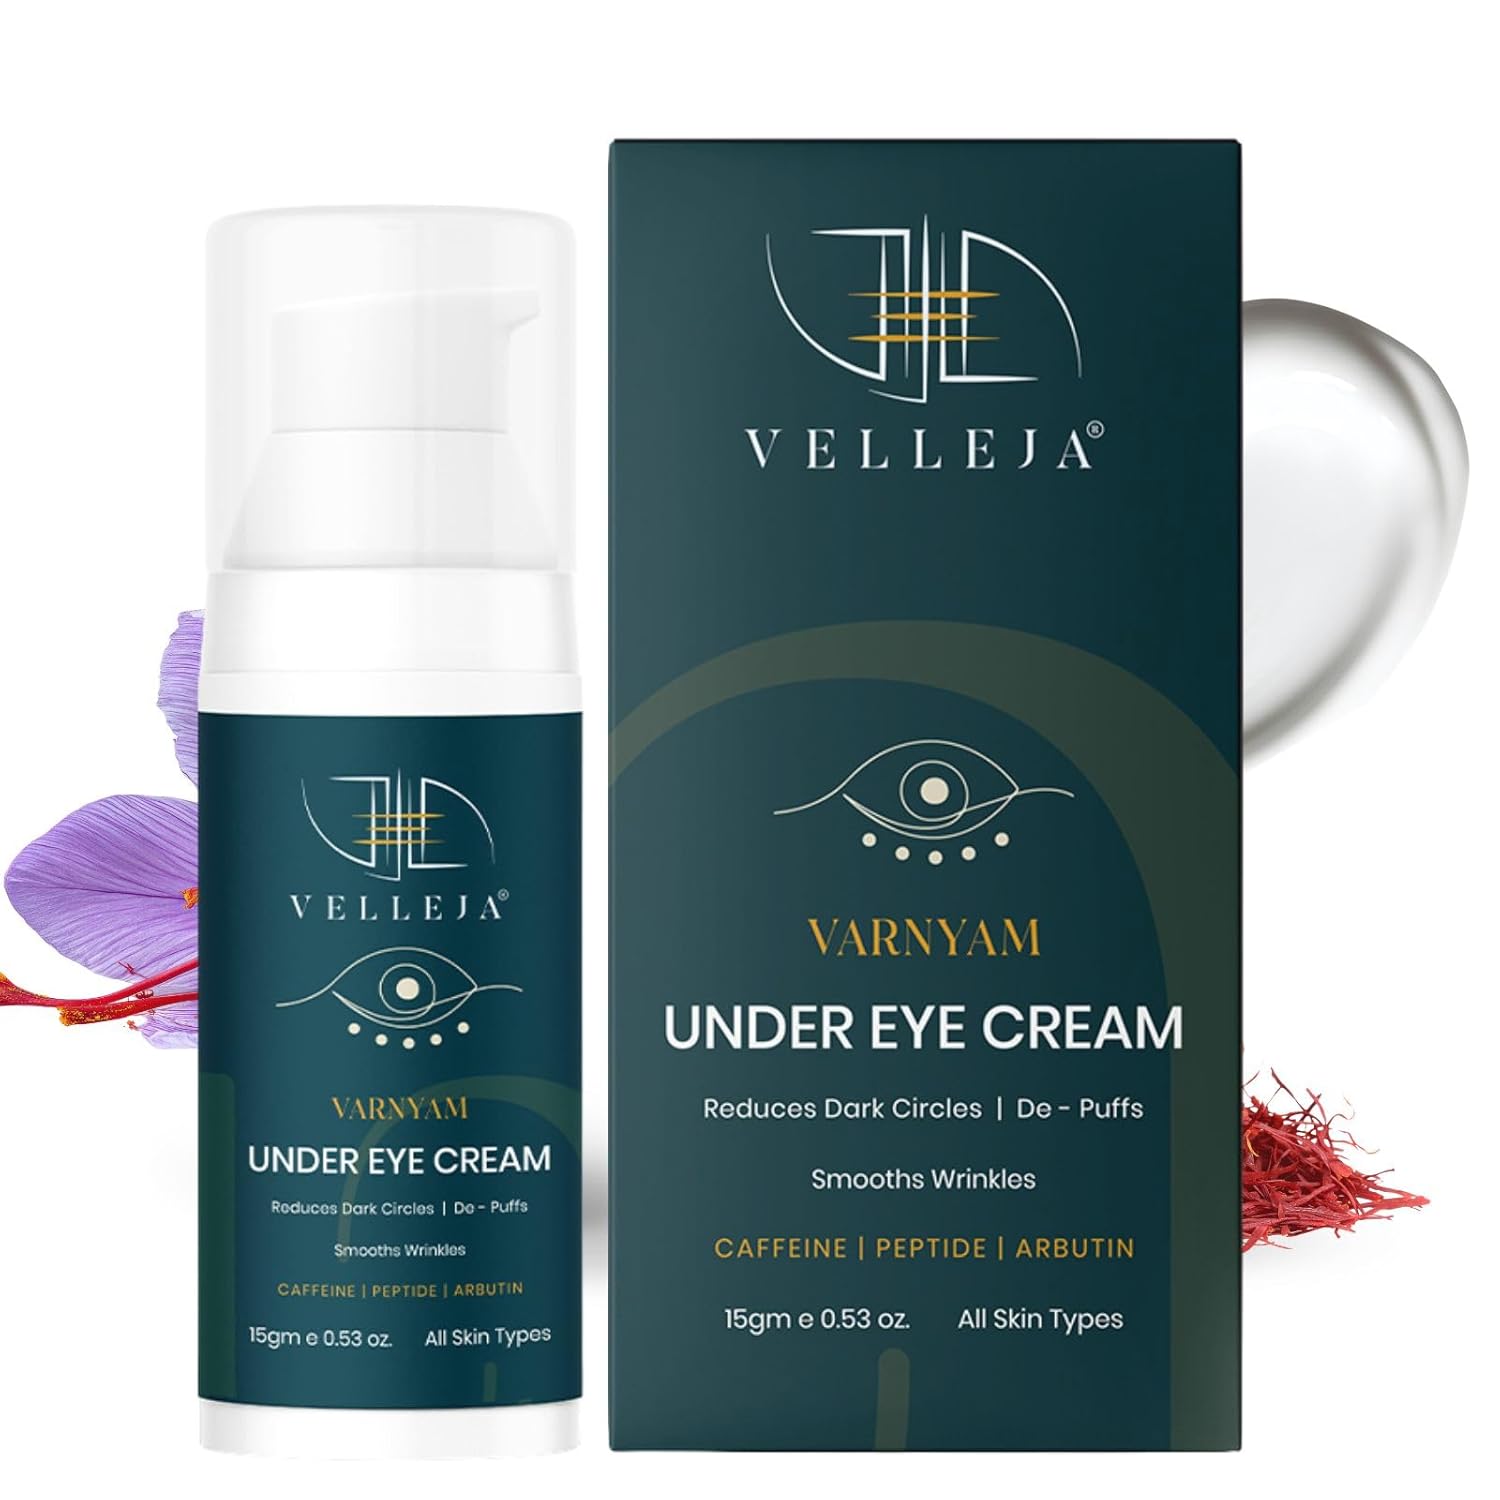 VELLEJA®
VARNYAM
UNDER EYE CREAM
Reduces Dark Circles | De - Puffs
Smooths Wrinkles
CAFFEINE | PEPTIDE | ARBUTIN
15gm e 0.53 oz. All Skin Types
VELLEJA®
VARNYAM
UNDER EYE CREAM
Reduces Dark Circles | De - Puffs
Smooths Wrinkles
CAFFEINE | PEPTIDE | ARBUTIN
15gm e 0.53 oz. All Skin Types